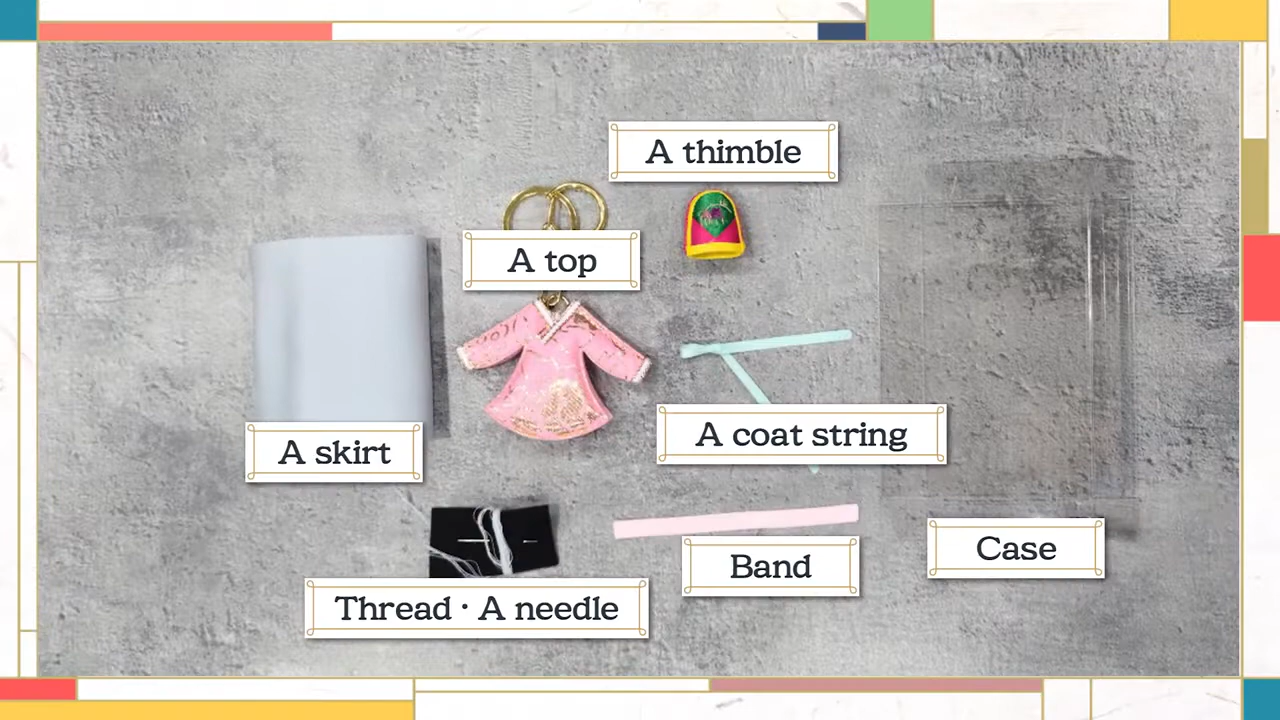 A thimble
A top
A skirt
A coat string
Thread · A needle
Band
Case